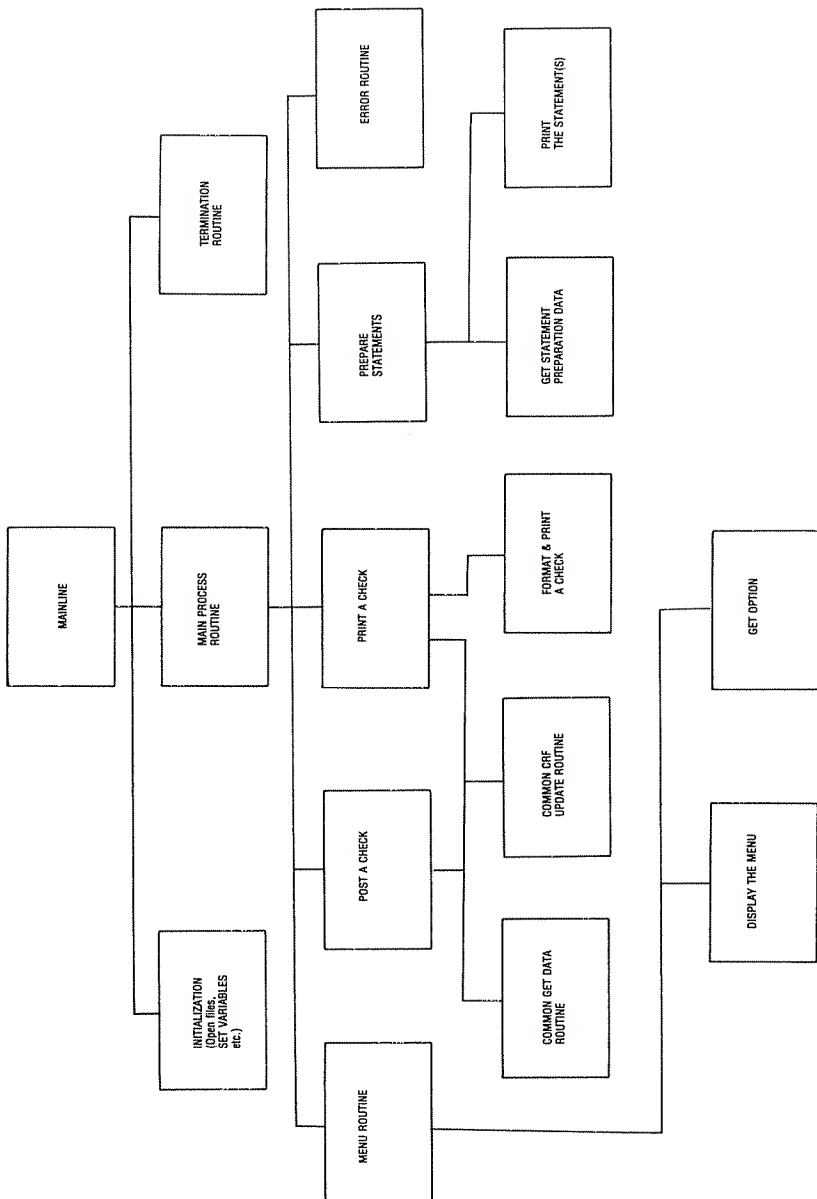 MAINLINE
INITIALIZATION
(Open files,
SET VARIABLES
etc.)
MAIN PROCESS
ROUTINE
TERMINATION
ROUTINE
MENU ROUTINE
POST A CHECK
PRINT A CHECK
PREPARE
STATEMENTS
ERROR ROUTINE
COMMON GET DATA
ROUTINE
COMMON CRF
UPDATE ROUTINE
FORMAT & PRINT
A CHECK
GET STATEMENT
PREPARATION DATA
PRINT
THE STATEMENT(S)
DISPLAY THE MENU
GET OPTION